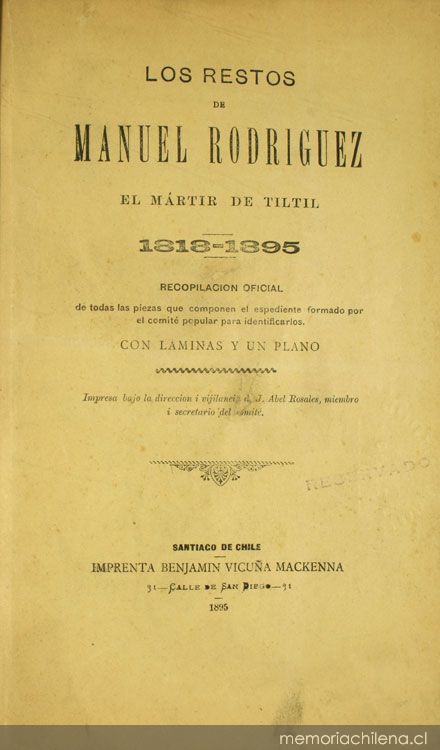 LOS RESTOS
DE
MANUEL RODRIGUEZ
EL MÁRTIR DE TILTIL
1818-1895
RECOPILACION OFICIAL
de todas las piezas que componen el espediente formado por
el comité popular para identificarlos.
CON LAMINAS Y UN PLANO
Impresa bajo la direccion i vijilancia d. J. Abel Rosales, miembro
i secretario del comité.
RESERVADO
SANTIAGO DE CHILE
IMPRENTA BENJAMIN VICUÑA MACKENNA
31—CALLE DE SAN DIEGO—31
1895
memoriachilena.cl